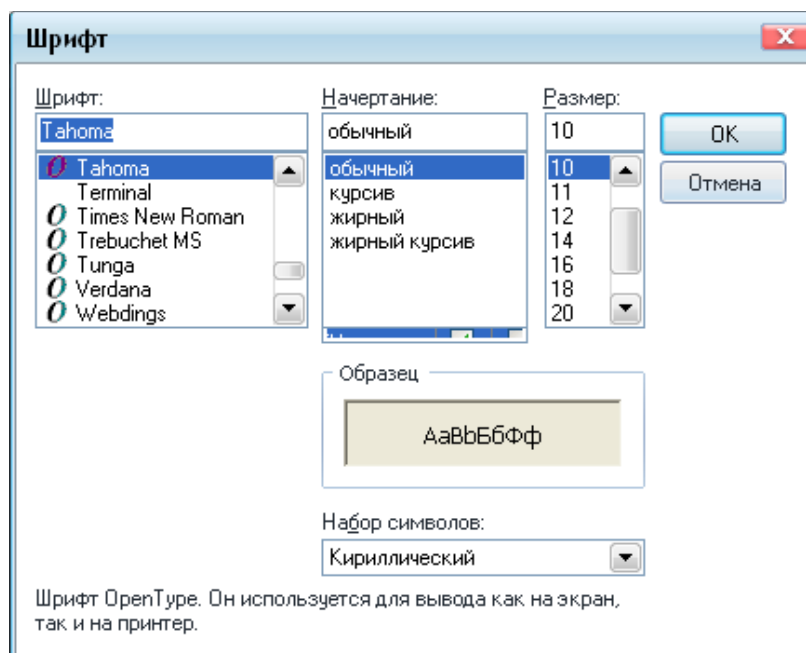 Шрифт
Шрифт:
Tahoma
Tahoma
Terminal
Times New Roman
Trebuchet MS
Tunga
Verdana
Webdings
Начертание:
обычный
обычный
курсив
жирный
жирный курсив
Размер:
10
10
11
12
14
16
18
20
OK
Отмена
Образец
АаВbБбФф
Набор символов:
Кириллический
Шрифт OpenType. Он используется для вывода как на экран,
так и на принтер.